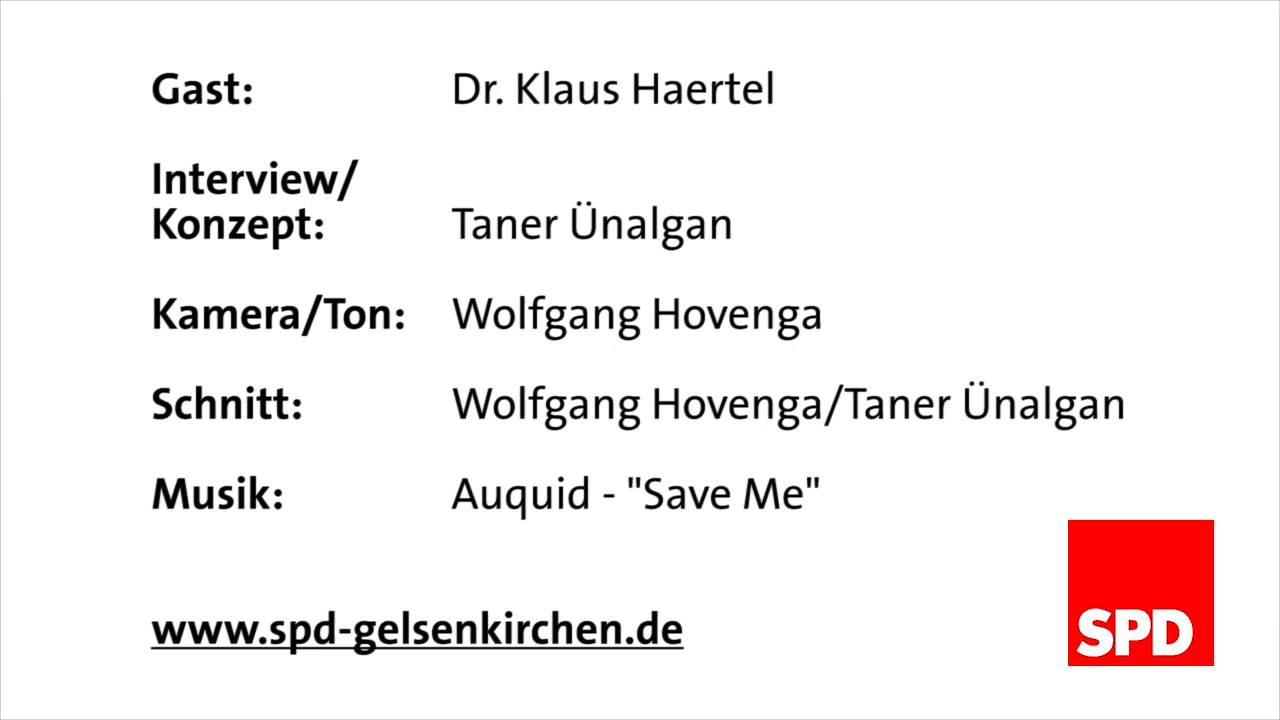 Gast: Dr. Klaus Haertel
Interview/
Konzept: Taner Ünalgan
Kamera/Ton: Wolfgang Hovenga
Schnitt: Wolfgang Hovenga/Taner Ünalgan
Musik: Auquid - "Save Me"
www.spd-gelsenkirchen.de
SPD